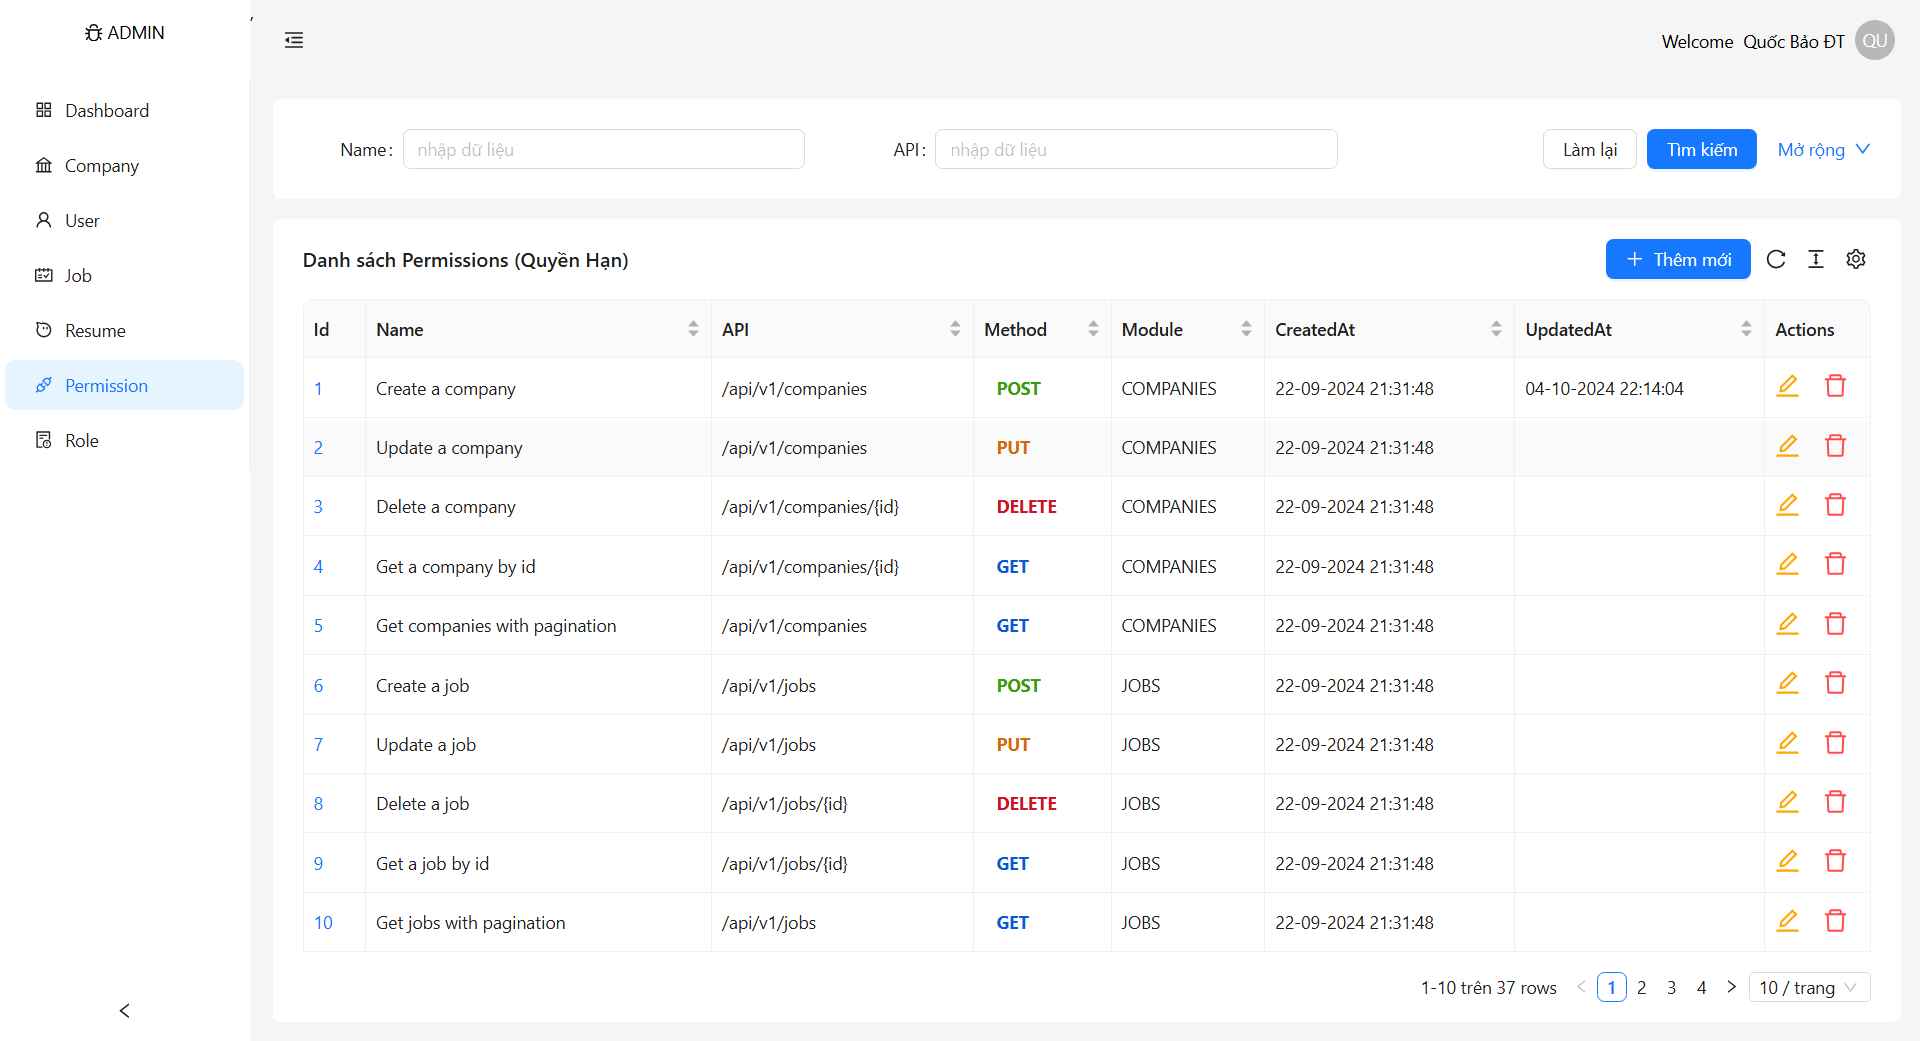 ADMIN
Welcome Quốc Bảo ĐT QU
Dashboard
Company
User
Job
Resume
Permission
Role
Name : nhập dữ liệu API : nhập dữ liệu Làm lại Tìm kiếm Mở rộng
Danh sách Permissions (Quyền Hạn) Thêm mới
Id Name API Method Module CreatedAt UpdatedAt Actions
1 Create a company /api/v1/companies POST COMPANIES 22-09-2024 21:31:48 04-10-2024 22:14:04
2 Update a company /api/v1/companies PUT COMPANIES 22-09-2024 21:31:48
3 Delete a company /api/v1/companies/{id} DELETE COMPANIES 22-09-2024 21:31:48
4 Get a company by id /api/v1/companies/{id} GET COMPANIES 22-09-2024 21:31:48
5 Get companies with pagination /api/v1/companies GET COMPANIES 22-09-2024 21:31:48
6 Create a job /api/v1/jobs POST JOBS 22-09-2024 21:31:48
7 Update a job /api/v1/jobs PUT JOBS 22-09-2024 21:31:48
8 Delete a job /api/v1/jobs/{id} DELETE JOBS 22-09-2024 21:31:48
9 Get a job by id /api/v1/jobs/{id} GET JOBS 22-09-2024 21:31:48
10 Get jobs with pagination /api/v1/jobs GET JOBS 22-09-2024 21:31:48
1-10 trên 37 rows 1 2 3 4 10 / trang